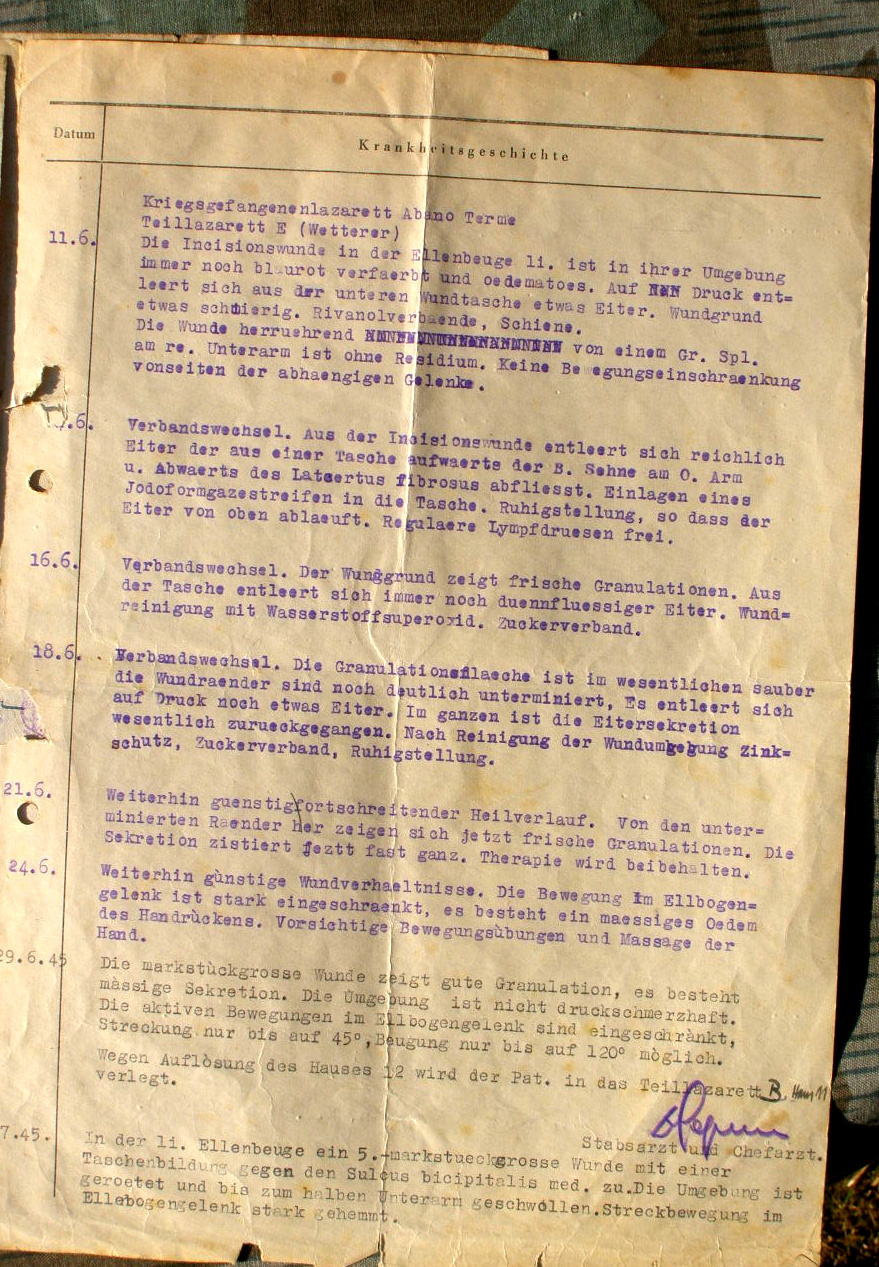 Datum
Krankheitsgeschichte
Kriegsgefangenenlazarett Abano Terme
Teillazarett E (Wetterer)
11.6. Die Incisionswunde in der Ellenbeuge li. ist in ihrer Umgebung
immer noch blaurot verfaerbt und oedematoes. Auf Druck ent=
leert sich aus der unteren Wundtasche etwas Eiter. Wundgrund
etwas schmierig. Rivanolverbaende, Schiene.
Die Wunde herruehrend von einem Gr. Spl.
am re. Unterarm ist ohne Residium. Keine Bewegungseinschraenkung
vonseiten der abhaengigen Gelenke.
.6. Verbandswechsel. Aus der Incisionswunde entleert sich reichlich
Eiter der aus einer Tasche aufwaerts der B. Sehne am O. Arm
u. Abwaerts des Latsertus fibrosus abfliesst. Einlagen eines
Jodoformgazestreifen in die Tasche. Ruhigstellung, so dass der
Eiter von oben ablaeuft. Regulaere Lympfdruesen frei.
16.6. Verbandswechsel. Der Wunggrund zeigt frische Granulationen. Aus
der Tasche entleert sich immer noch duennfluessiger Eiter. Wund=
reinigung mit Wasserstoffsuperoxid. Zuckerverband.
18.6. Verbandswechsel. Die Granulationsflaeche ist im wesentlichen sauber
die Wundraender sind noch deutlich unterminiert, Es entleert sich
auf Druck noch etwas Eiter. Im ganzen ist die Eitersekretion
wesentlich zurueckgegangen. Nach Reinigung der Wundumgebung Zink=
schutz, Zuckerverband, Ruhigstellung.
21.6. Weiterhin guenstigfortschreitender Heilverlauf. Von den unter=
minierten Raender her zeigen sich jetzt frische Granulationen. Die
Sekretion zistiert jeztt fast ganz. Therapie wird beibehalten.
24.6. Weiterhin gùnstige Wundverhaeltnisse. Die Bewegung im Ellbogen=
gelenk ist stark eingeschraenkt, es besteht ein maessiges Oedem
des Handrùckens. Vorsichtige Bewegungsùbungen und Massage der
Hand.
29.6.45 Die markstùckgrosse Wunde zeigt gute Granulation, es besteht
màssige Sekretion. Die Umgebung ist nicht druckschmerzhaft.
Die aktiven Bewegungen im Ellbogengelenk sind eingeschrànkt,
Streckung nur bis auf 45°, Beugung nur bis auf 120° mòglich.
Wegen Auflòsung des Hauses 12 wird der Pat. in das Teillazarett B, Haus 11
verlegt.
Stabsarzt und Chefarzt.
7.45. In der li. Ellenbeuge ein 5.-markstueckgrosse Wunde mit einer
Taschenbildung gegen den Sulcus bicipitalis med. zu.Die Umgebung ist
geroetet und bis zum halben Unterarm geschwollen.Streckbewegung im
Ellebogengelenk stark gehemmt.